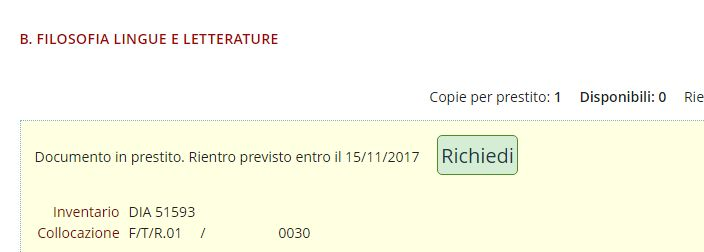 B. FILOSOFIA LINGUE E LETTERATURE
Copie per prestito: 1 Disponibili: 0 Rie
Documento in prestito. Rientro previsto entro il 15/11/2017 Richiedi
Inventario DIA 51593
Collocazione F/T/R.01 / 0030